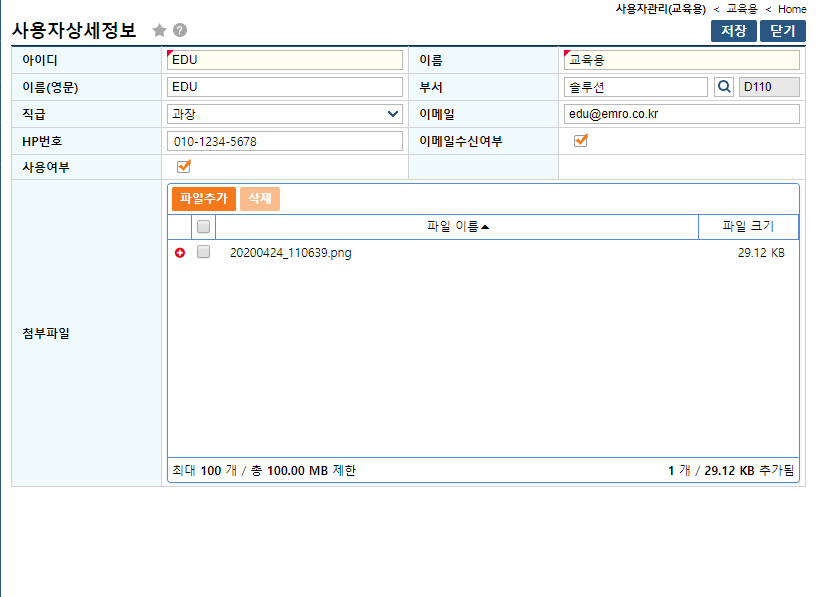 사용자관리(교육용) < 교육용 < Home
사용자상세정보 ?
저장 닫기
아이디 EDU 이름 교육용
이름(영문) EDU 부서 솔루션 D110
직급 과장 이메일 edu@emro.co.kr
HP번호 010-1234-5678 이메일수신여부
사용여부
파일추가 삭제
파일 이름▲ 파일 크기
20200424_110639.png 29.12 KB
첨부파일
최대 100 개 / 총 100.00 MB 제한 1 개 / 29.12 KB 추가됨